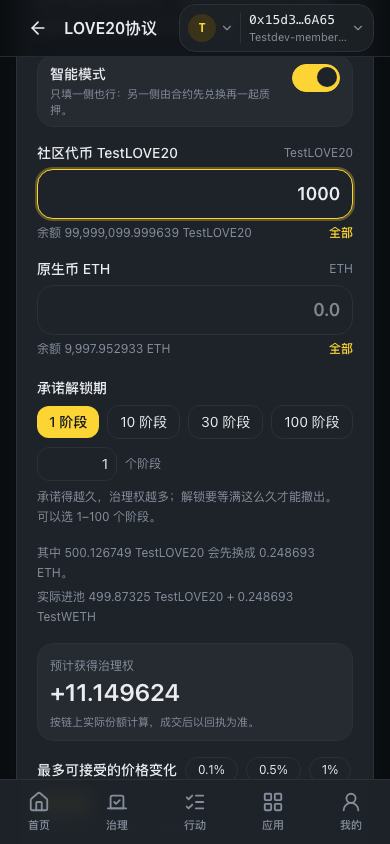 LOVE20协议
T
0x15d3...6A65
Testdev-member...
智能模式
只填一侧也行：另一侧由合约先兑换再一起质
押。
社区代币 TestLOVE20
TestLOVE20
1000
余额 99,999,099.999639 TestLOVE20
全部
原生币 ETH
ETH
0.0
余额 9,997.952933 ETH
全部
承诺解锁期
1 阶段
10 阶段
30 阶段
100 阶段
1
个阶段
承诺得越久，治理权越多；解锁要等满这么久才能撤出。
可以选 1–100 个阶段。
其中 500.126749 TestLOVE20 会先换成 0.248693
ETH。
实际进池 499.87325 TestLOVE20 + 0.248693
TestWETH
预计获得治理权
+11.149624
按链上实际份额计算，成交后以回执为准。
最多可接受的价格变化
0.1%
0.5%
1%
首页
治理
行动
应用
我的